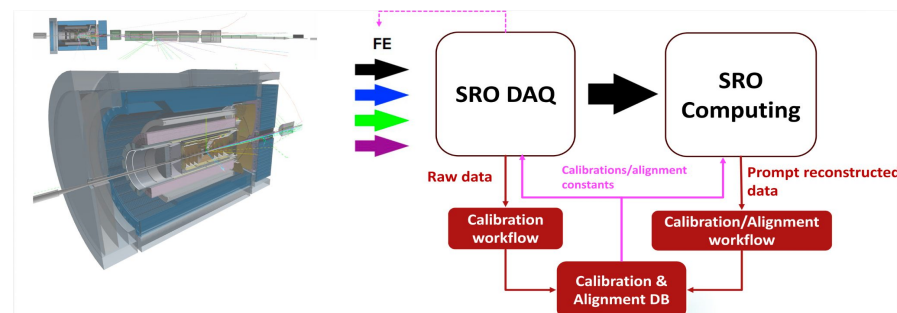 FE
SRO DAQ
SRO
Computing
Raw data
Calibrations/alignment
constants
Prompt reconstructed
data
Calibration
workflow
Calibration/Alignment
workflow
Calibration &
Alignment DB